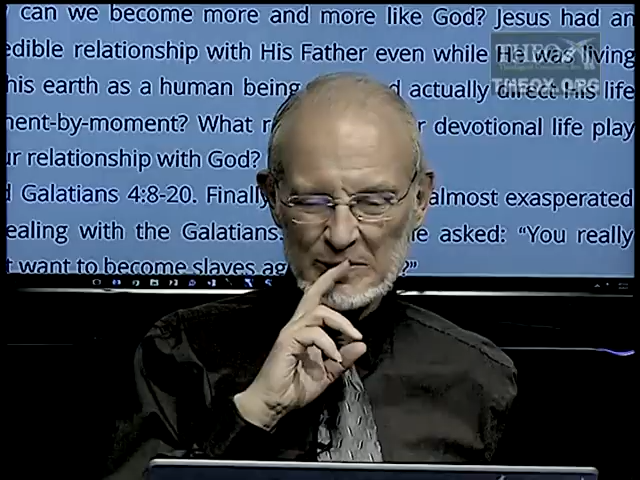 can we become more and more like God? Jesus had an
edible relationship with His Father even while He was living
his earth as a human being d actually direct His life
nent-by-moment? What r devotional life play
ur relationship with God?
d Galatians 4:8-20. Finally almost exasperated
ealing with the Galatians. e asked: “You really
t want to become slaves ag ?”
THEOX.ORG